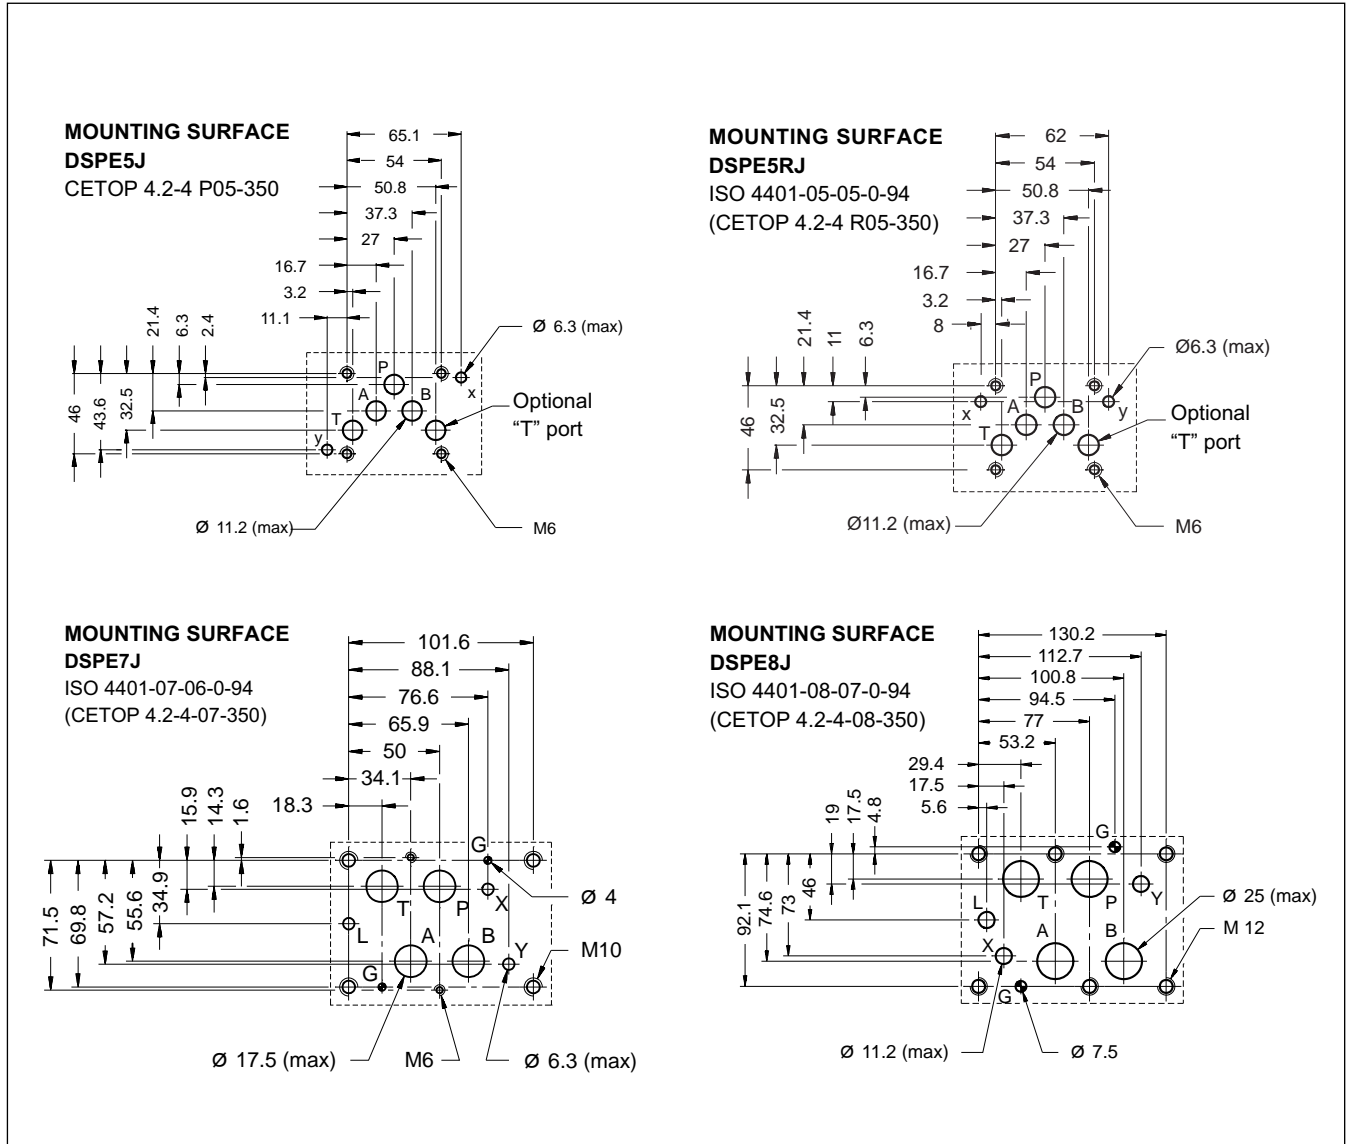 MOUNTING SURFACE
DSPE5J
CETOP 4.2-4 P05-350
65.1
54
50.8
37.3
27
16.7
3.2
11.1
21.4
6.3
2.4
46
43.6
32.5
Ø 6.3 (max)
P
x
A
B
T
y
Optional
“T” port
Ø 11.2 (max)
M6
MOUNTING SURFACE
DSPE5RJ
ISO 4401-05-05-0-94
(CETOP 4.2-4 R05-350)
62
54
50.8
37.3
27
16.7
3.2
8
21.4
11
6.3
46
32.5
Ø6.3 (max)
P
x
A
B
y
T
Optional
“T” port
Ø11.2 (max)
M6
MOUNTING SURFACE
DSPE7J
ISO 4401-07-06-0-94
(CETOP 4.2-4-07-350)
101.6
88.1
76.6
65.9
50
34.1
18.3
15.9
14.3
1.6
71.5
69.8
57.2
55.6
34.9
G
Ø 4
T
P
X
L
A
B
Y
M10
G
Ø 17.5 (max)
M6
Ø 6.3 (max)
MOUNTING SURFACE
DSPE8J
ISO 4401-08-07-0-94
(CETOP 4.2-4-08-350)
130.2
112.7
100.8
94.5
77
53.2
29.4
17.5
5.6
19
17.5
4.8
92.1
74.6
73
46
G
Y
Ø 25 (max)
L
T
P
M 12
X
A
B
G
Ø 11.2 (max)
Ø 7.5